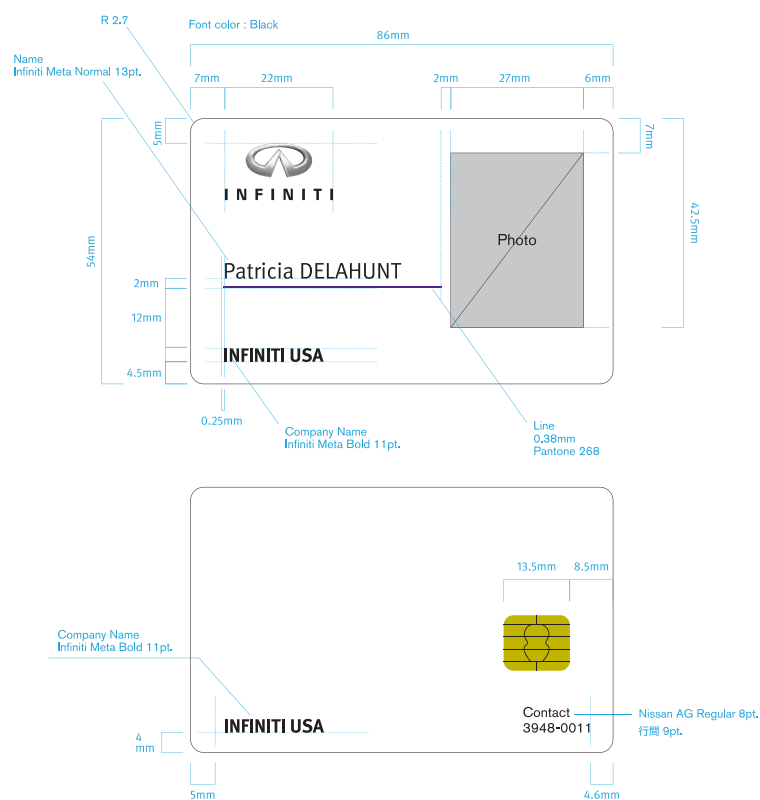 R 2.7
Font color : Black
86mm
Name
Infiniti Meta Normal 13pt.
7mm
22mm
2mm
27mm
6mm
5mm
7mm
INFINITI
54mm
42.5mm
Photo
Patricia DELAHUNT
2mm
12mm
INFINITI USA
4.5mm
0.25mm
Company Name
Infiniti Meta Bold 11pt.
Line
0.38mm
Pantone 268
13.5mm
8.5mm
Company Name
Infiniti Meta Bold 11pt.
Contact
3948-0011
Nissan AG Regular 8pt.
行間 9pt.
INFINITI USA
4
mm
5mm
4.6mm